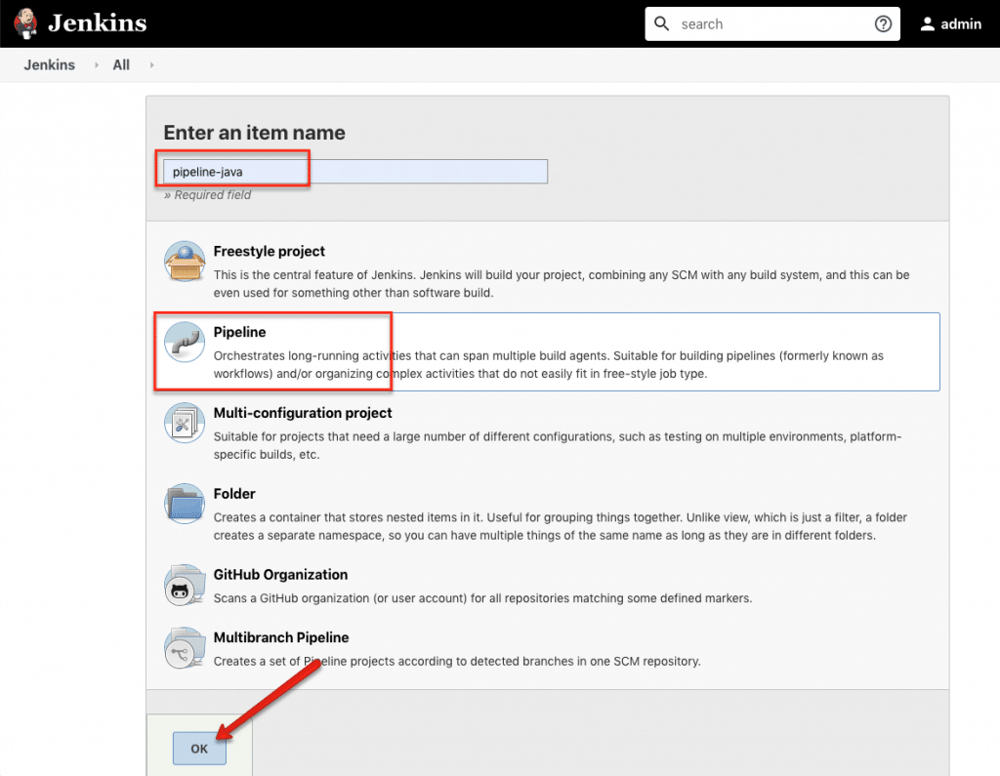 Jenkins
search
admin
Jenkins
All
Enter an item name
pipeline-java
» Required field
Freestyle project
This is the central feature of Jenkins. Jenkins will build your project, combining any SCM with any build system, and this can be
even used for something other than software build.
Pipeline
Orchestrates long-running activities that can span multiple build agents. Suitable for building pipelines (formerly known as
workflows) and/or organizing complex activities that do not easily fit in free-style job type.
Multi-configuration project
Suitable for projects that need a large number of different configurations, such as testing on multiple environments, platform-
specific builds, etc.
Folder
Creates a container that stores nested items in it. Useful for grouping things together. Unlike view, which is just a filter, a folder
creates a separate namespace, so you can have multiple things of the same name as long as they are in different folders.
GitHub Organization
Scans a GitHub organization (or user account) for all repositories matching some defined markers.
Multibranch Pipeline
Creates a set of Pipeline projects according to detected branches in one SCM repository.
OK